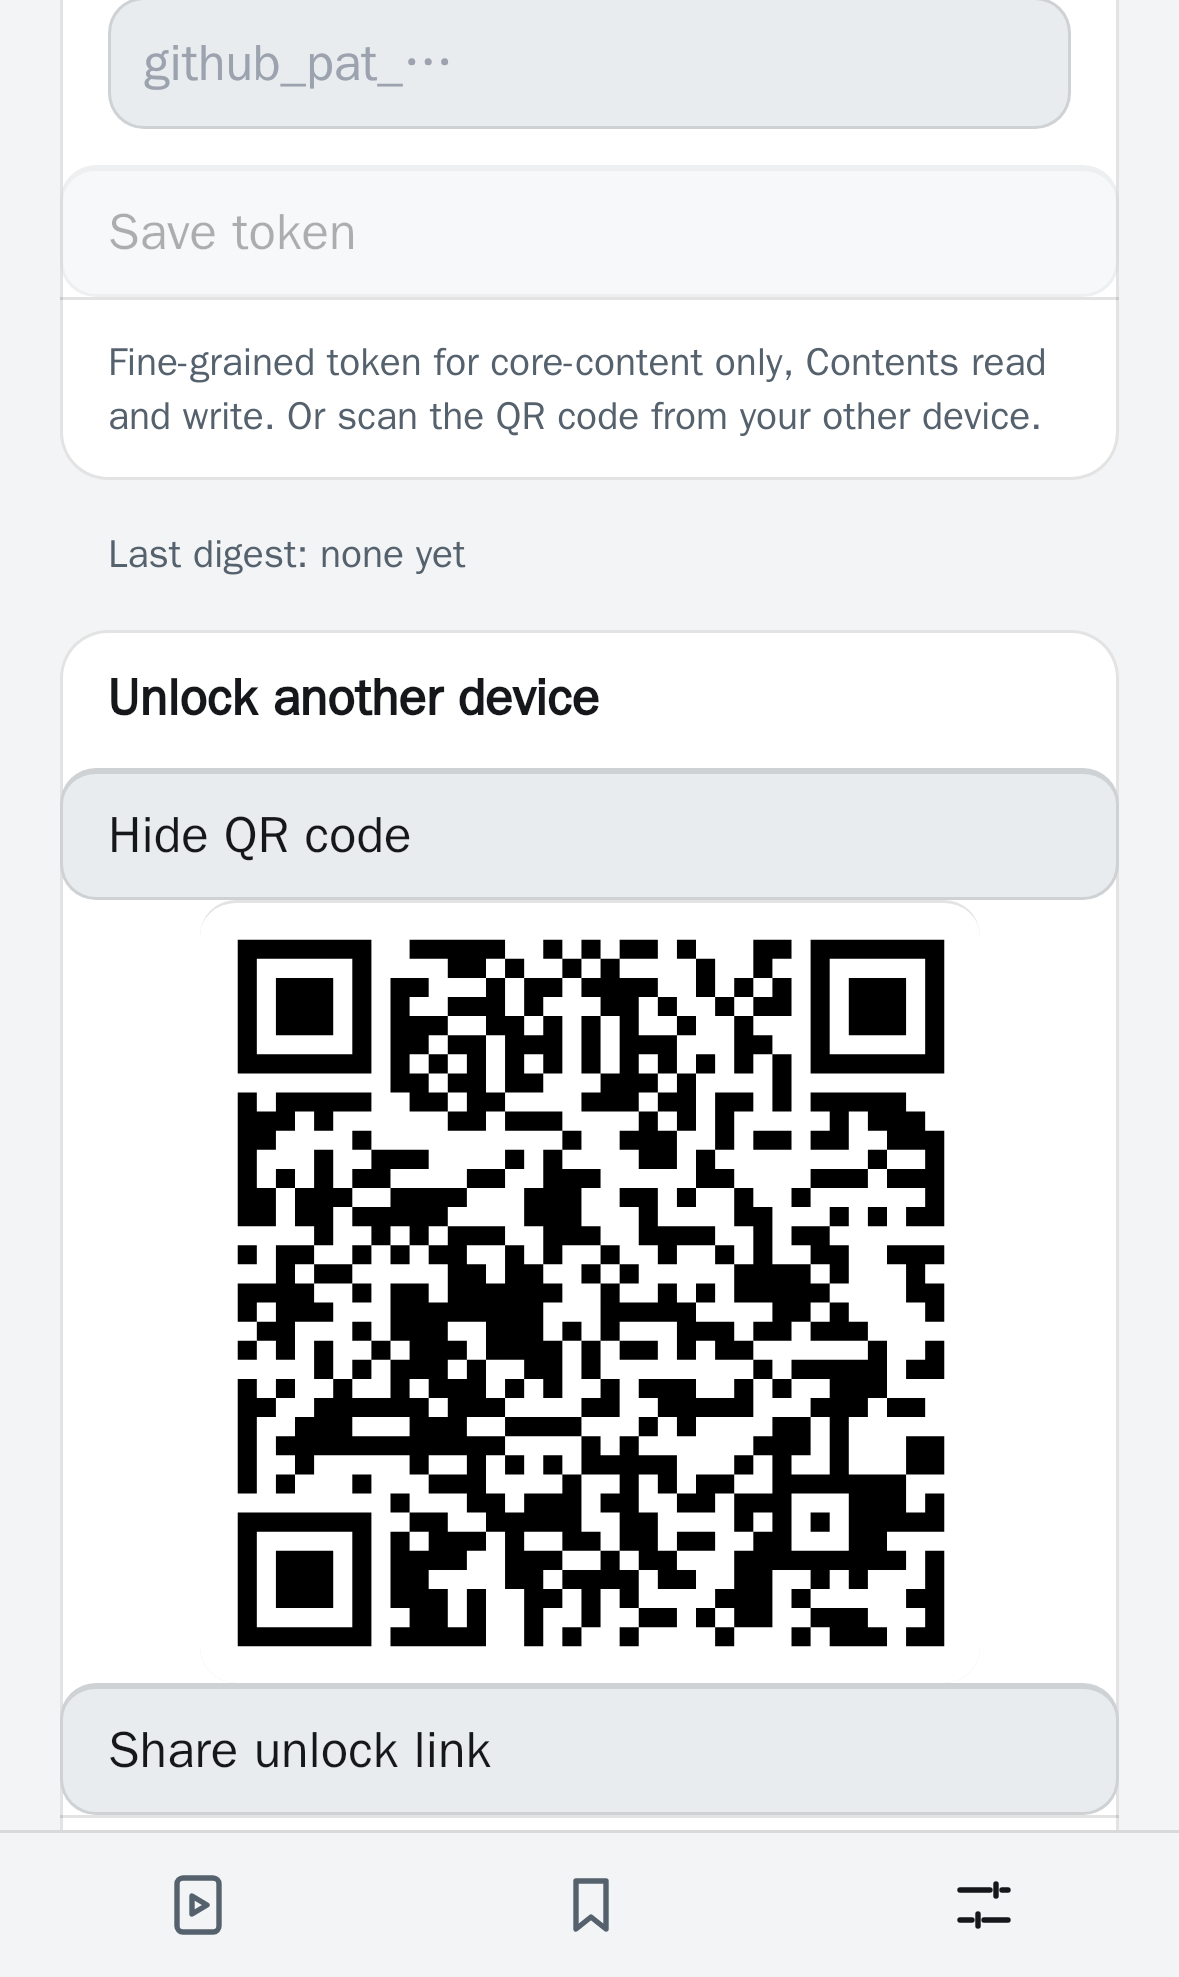 github_pat_…
Save token
Fine-grained token for core-content only, Contents read
and write. Or scan the QR code from your other device.
Last digest: none yet
Unlock another device
Hide QR code
Share unlock link